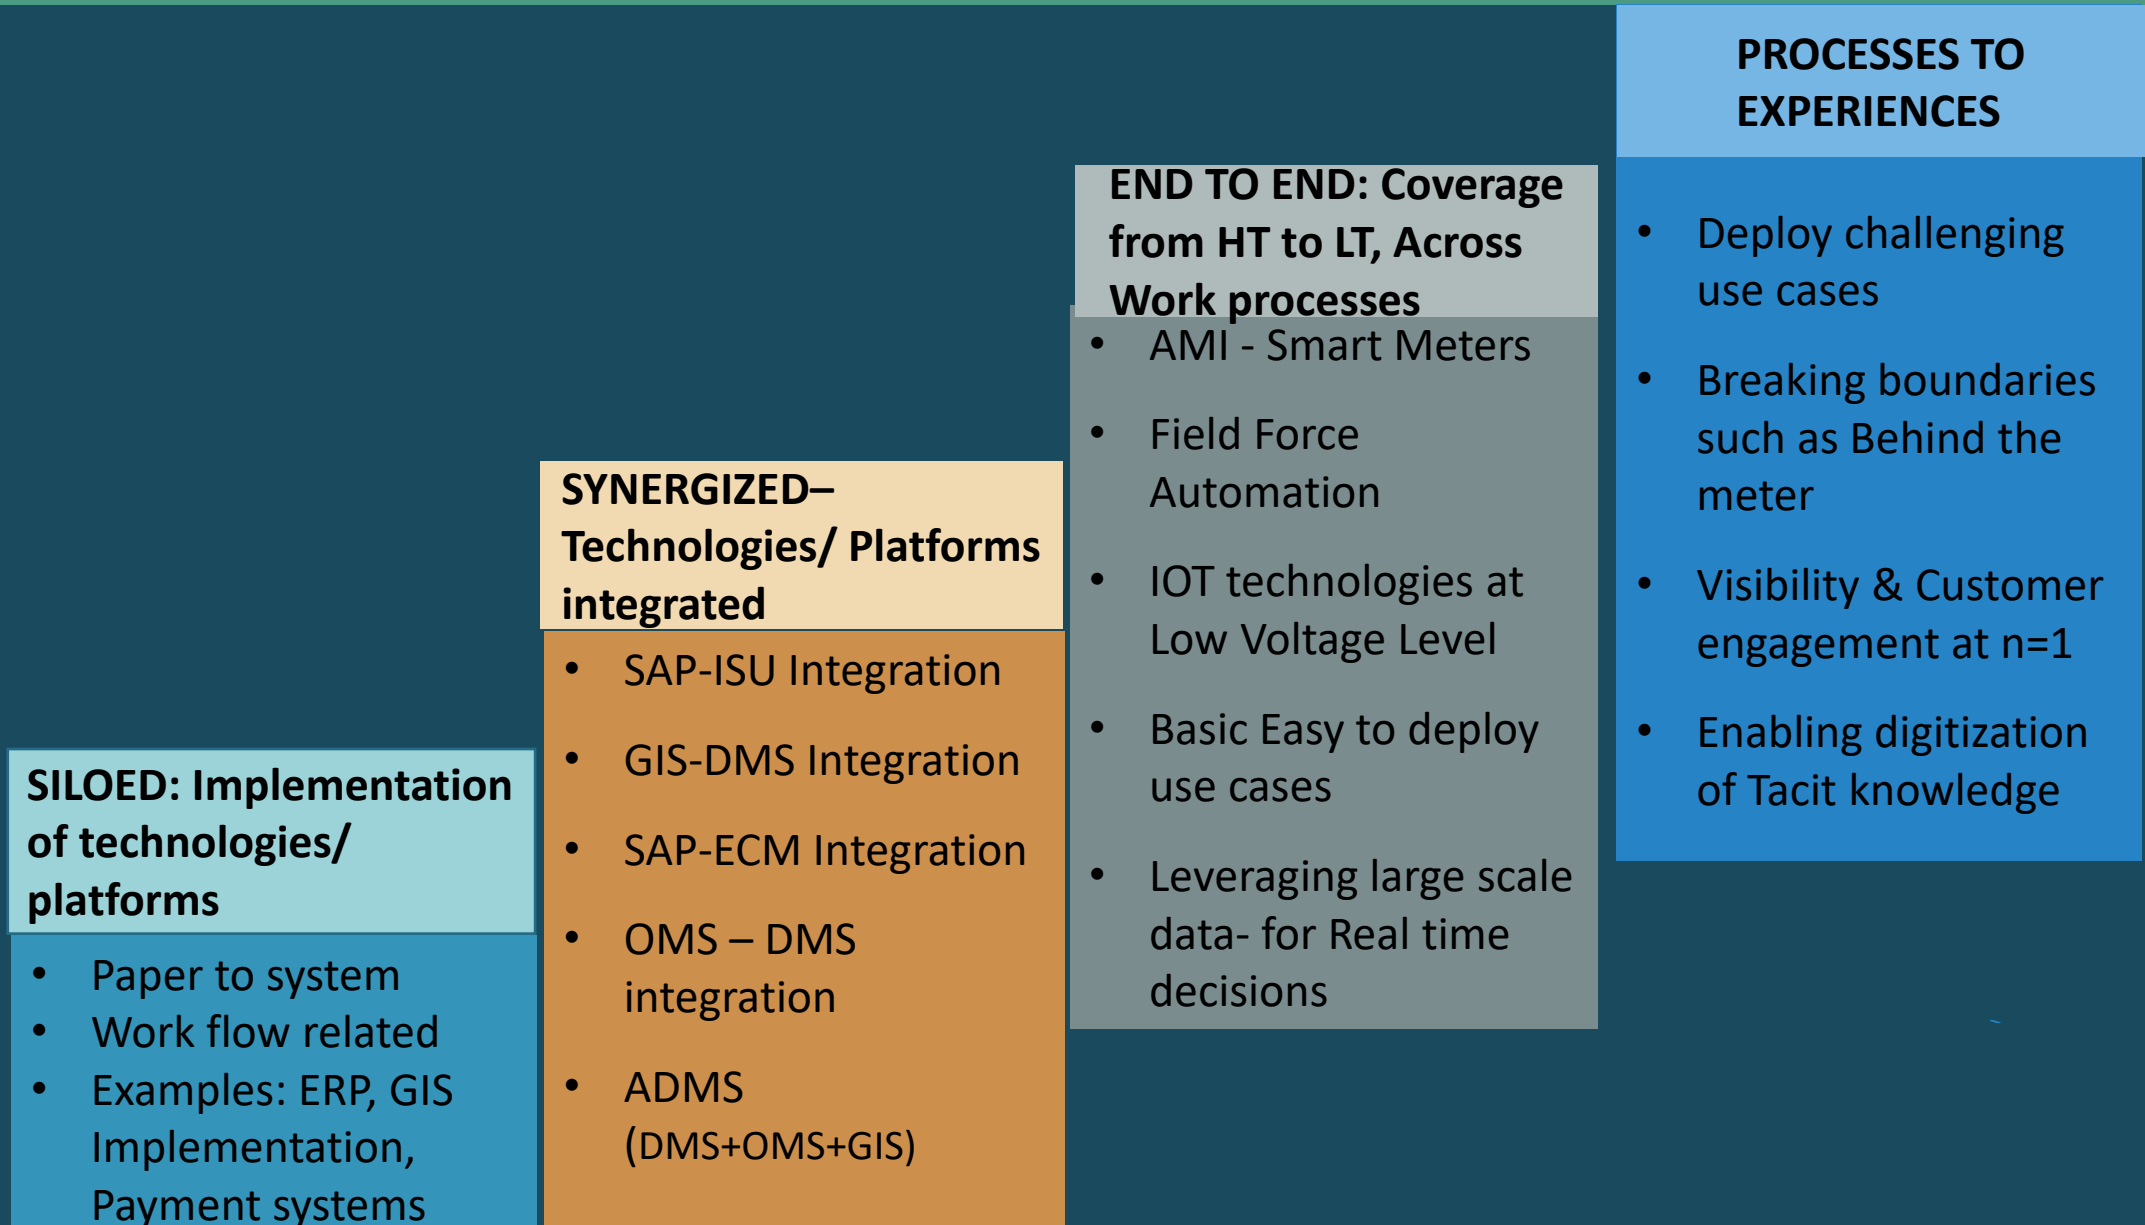 SILOED: Implementation
of technologies/
platforms
• Paper to system
• Work flow related
• Examples: ERP, GIS
Implementation,
Payment systems
SYNERGIZED–
Technologies/ Platforms
integrated
• SAP-ISU Integration
• GIS-DMS Integration
• SAP-ECM Integration
• OMS – DMS
integration
• ADMS
(DMS+OMS+GIS)
END TO END: Coverage
from HT to LT, Across
Work processes
• AMI - Smart Meters
• Field Force
Automation
• IOT technologies at
Low Voltage Level
• Basic Easy to deploy
use cases
• Leveraging large scale
data- for Real time
decisions
PROCESSES TO
EXPERIENCES
• Deploy challenging
use cases
• Breaking boundaries
such as Behind the
meter
• Visibility & Customer
engagement at n=1
• Enabling digitization
of Tacit knowledge